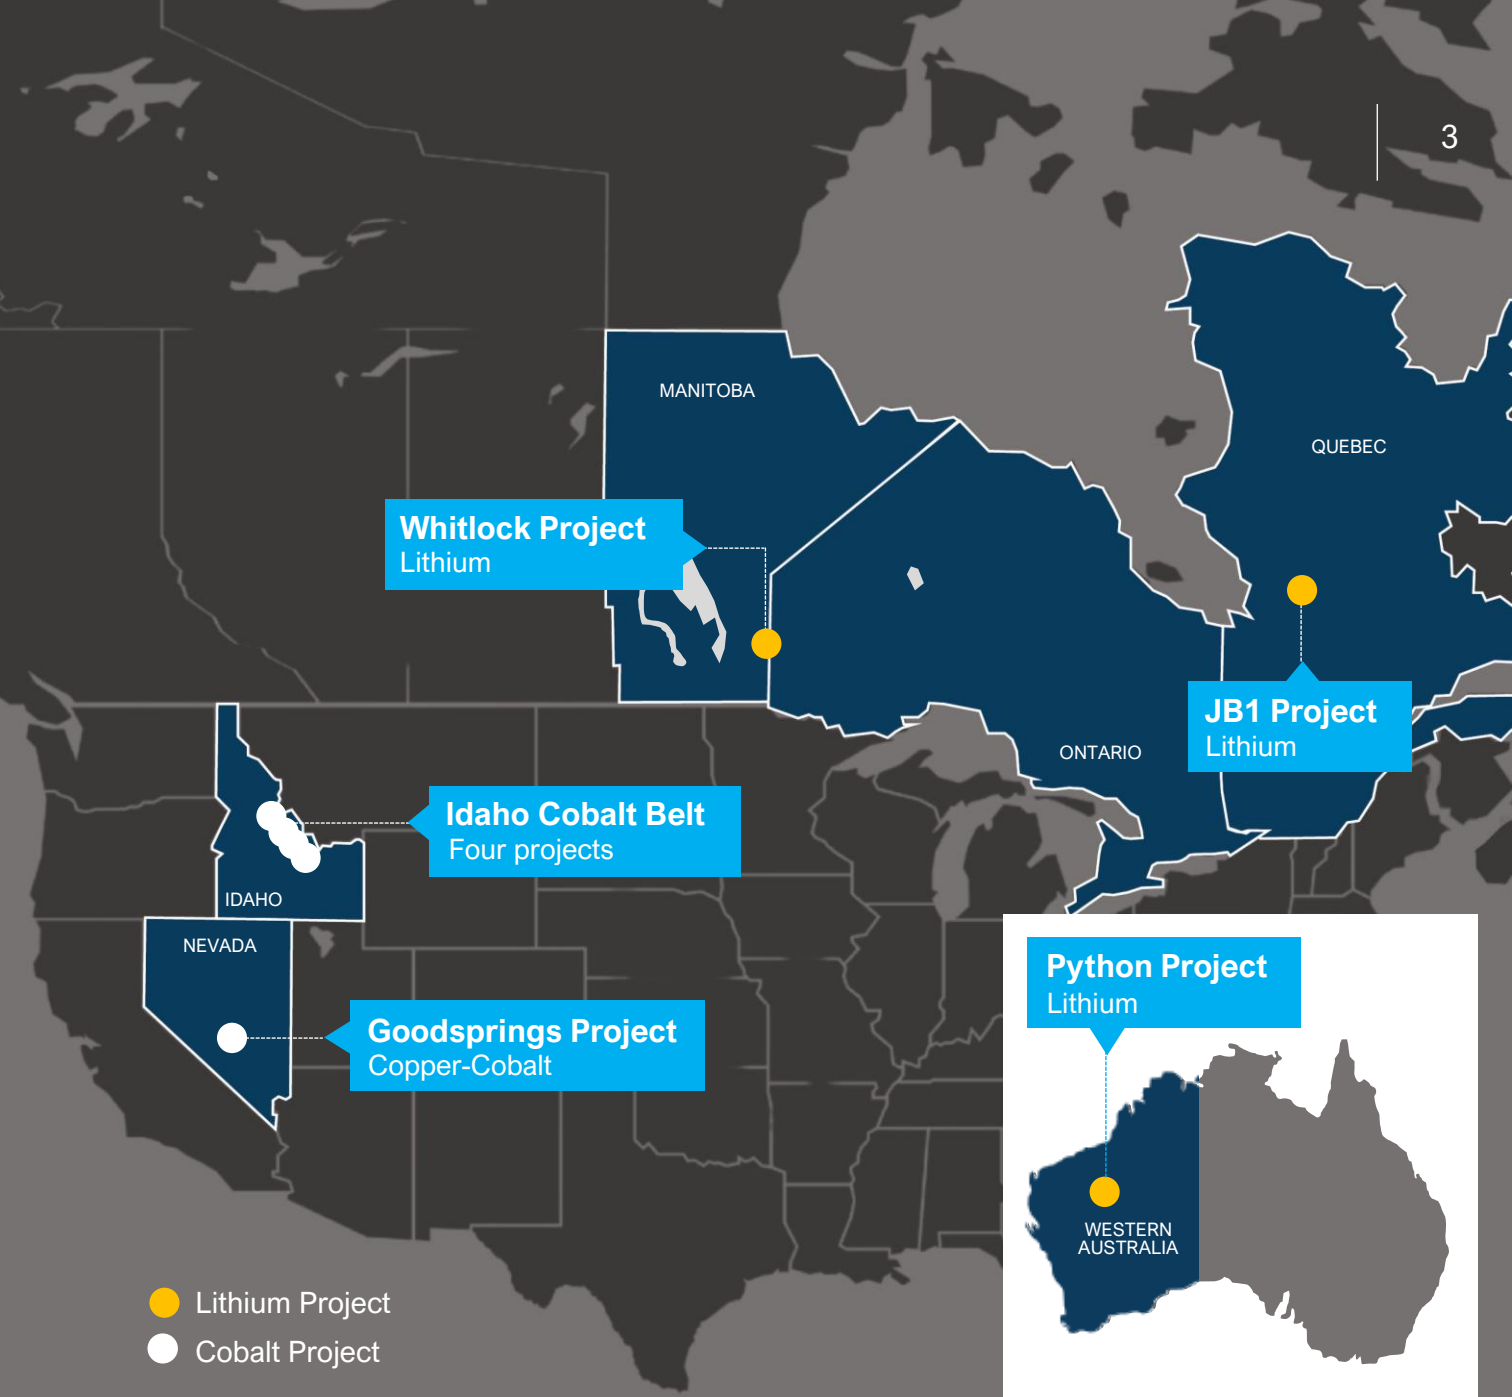 3
MANITOBA
QUEBEC
Whitlock Project
Lithium
JB1 Project
Lithium
ONTARIO
Idaho Cobalt Belt
Four projects
IDAHO
NEVADA
Goodsprings Project
Copper-Cobalt
Python Project
Lithium
WESTERN
AUSTRALIA
Lithium Project
Cobalt Project